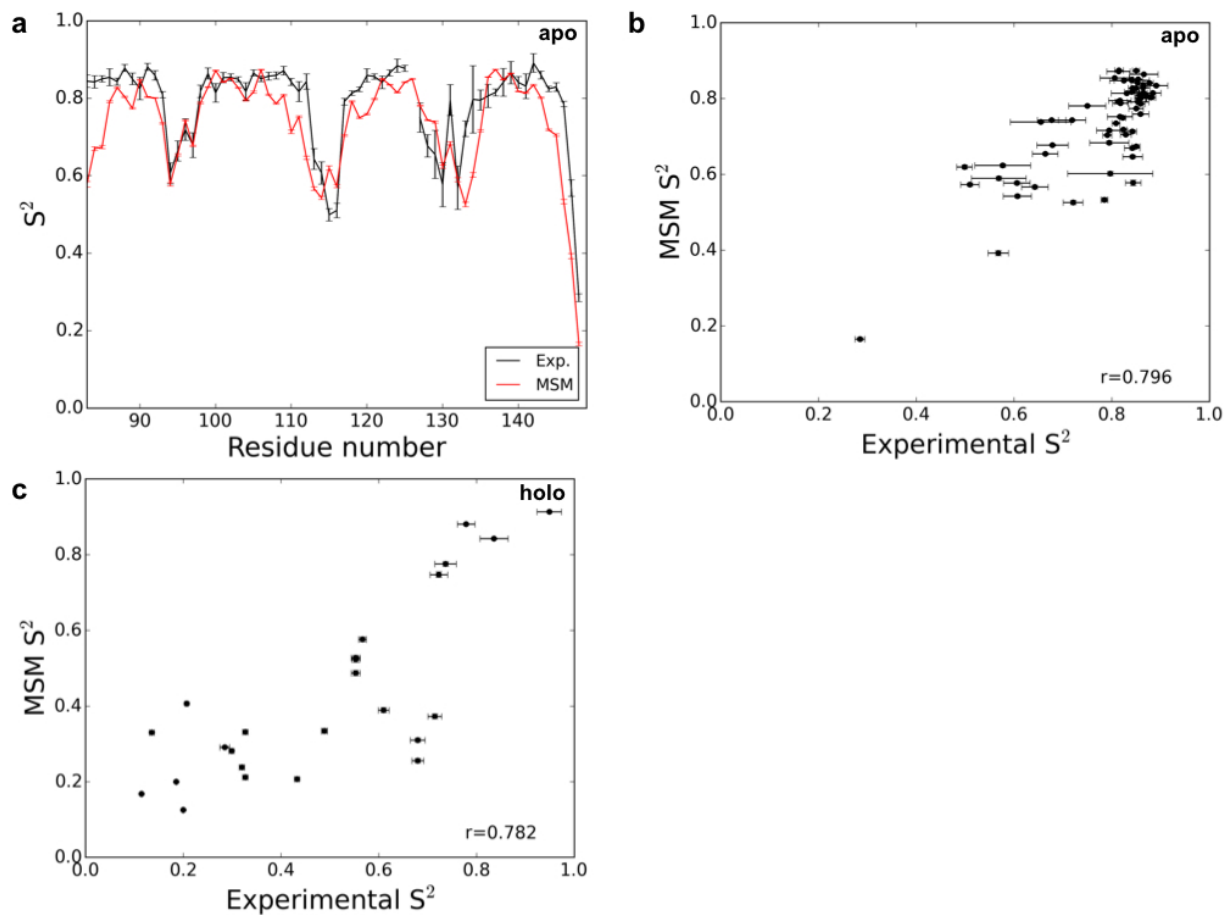 a
apo
1.0
0.8
0.6
0.4
0.2
0.0
S²
Exp.
MSM
90 100 110 120 130 140
Residue number
b
apo
1.0
0.8
0.6
0.4
0.2
0.0
MSM S²
r=0.796
0.0 0.2 0.4 0.6 0.8 1.0
Experimental S²
c
holo
1.0
0.8
0.6
0.4
0.2
0.0
MSM S²
r=0.782
0.0 0.2 0.4 0.6 0.8 1.0
Experimental S²